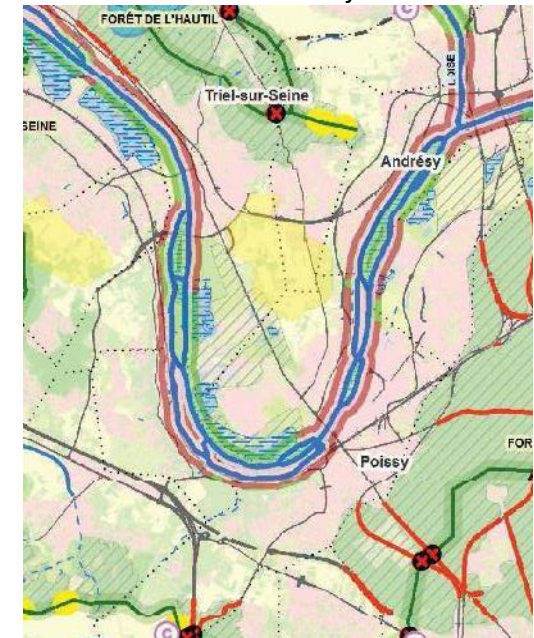 C
FORÊT DE L'HAUTIL
L'OISE
Triel-sur-Seine
SEINE
Andrésy
FOR
Poissy
C
C